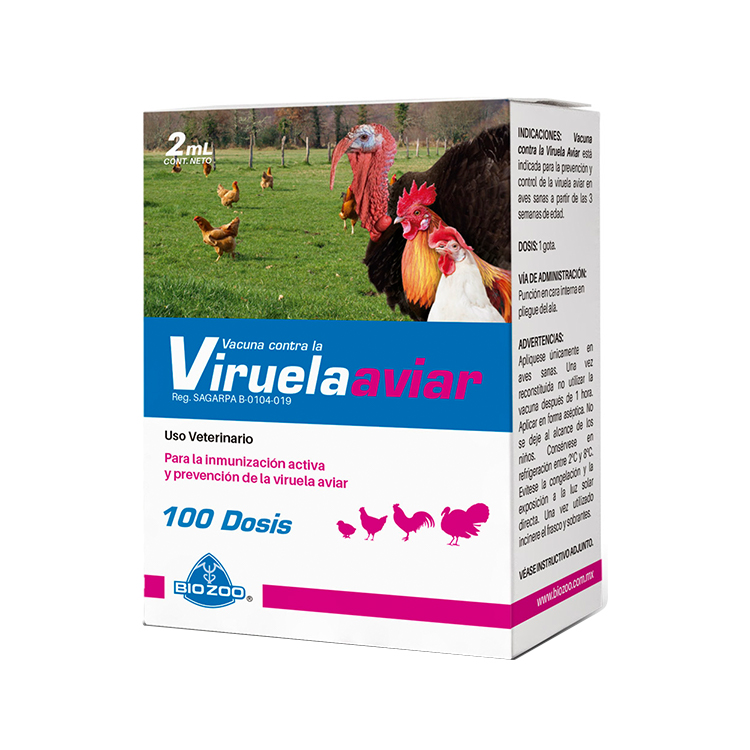 2 mL
CONT. NETO
Vacuna contra la
Viruela aviar
Reg. SAGARPA B-0104-019
Uso Veterinario
Para la inmunización activa
y prevención de la viruela aviar
100 Dosis
BIO ZOO ®
INDICACIONES: Vacuna
contra la Viruela Aviar está
indicada para la prevención y
control de la viruela aviar en
aves sanas a partir de las 3
semanas de edad.
DOSIS: 1 gota.
VÍA DE ADMINISTRACIÓN:
Punción en cara interna en
pliegue del ala.
ADVERTENCIAS:
Aplíquese únicamente en
aves sanas. Una vez
reconstituida no utilizar la
vacuna después de 1 hora.
Aplicar en forma aséptica. No
se deje al alcance de los
niños. Consérvese en
refrigeración entre 2°C y 8°C.
Evítese la congelación y la
exposición a la luz solar
directa. Una vez utilizado
incinere el frasco y sobrantes.
VÉASE INSTRUCTIVO ADJUNTO.
www.biozoo.com.mx